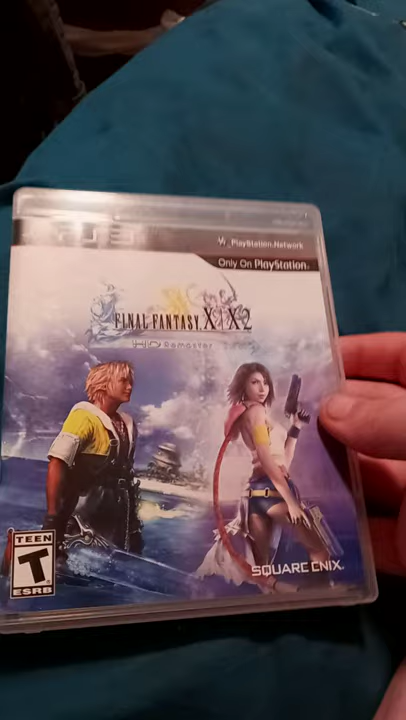 PS3
PlayStation Network
Only On PlayStation
FINAL FANTASY X|X-2
HD Remaster
TEEN
T
ESRB
SQUARE ENIX